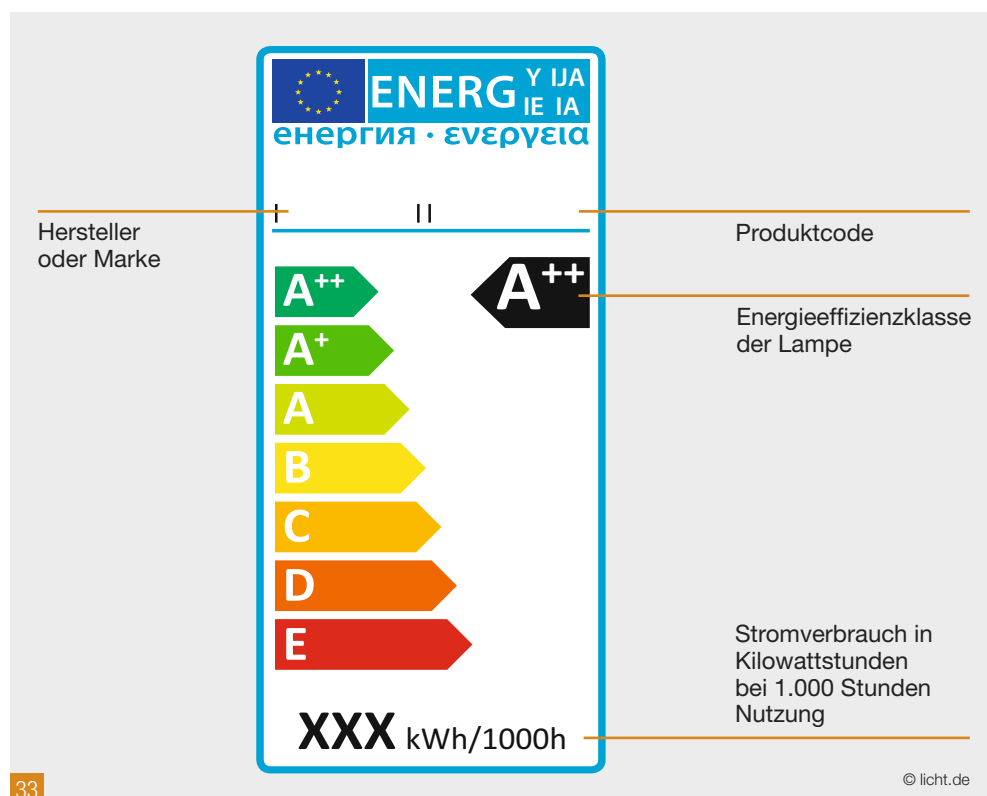 ENERG Y IJA
IE IA
енергия · ενεργεια
I II
Hersteller
oder Marke
Produktcode
A++ A++
Energieeffizienzklasse
der Lampe
A+
A
B
C
D
E
Stromverbrauch in
Kilowattstunden
bei 1.000 Stunden
Nutzung
XXX kWh/1000h
33
© licht.de